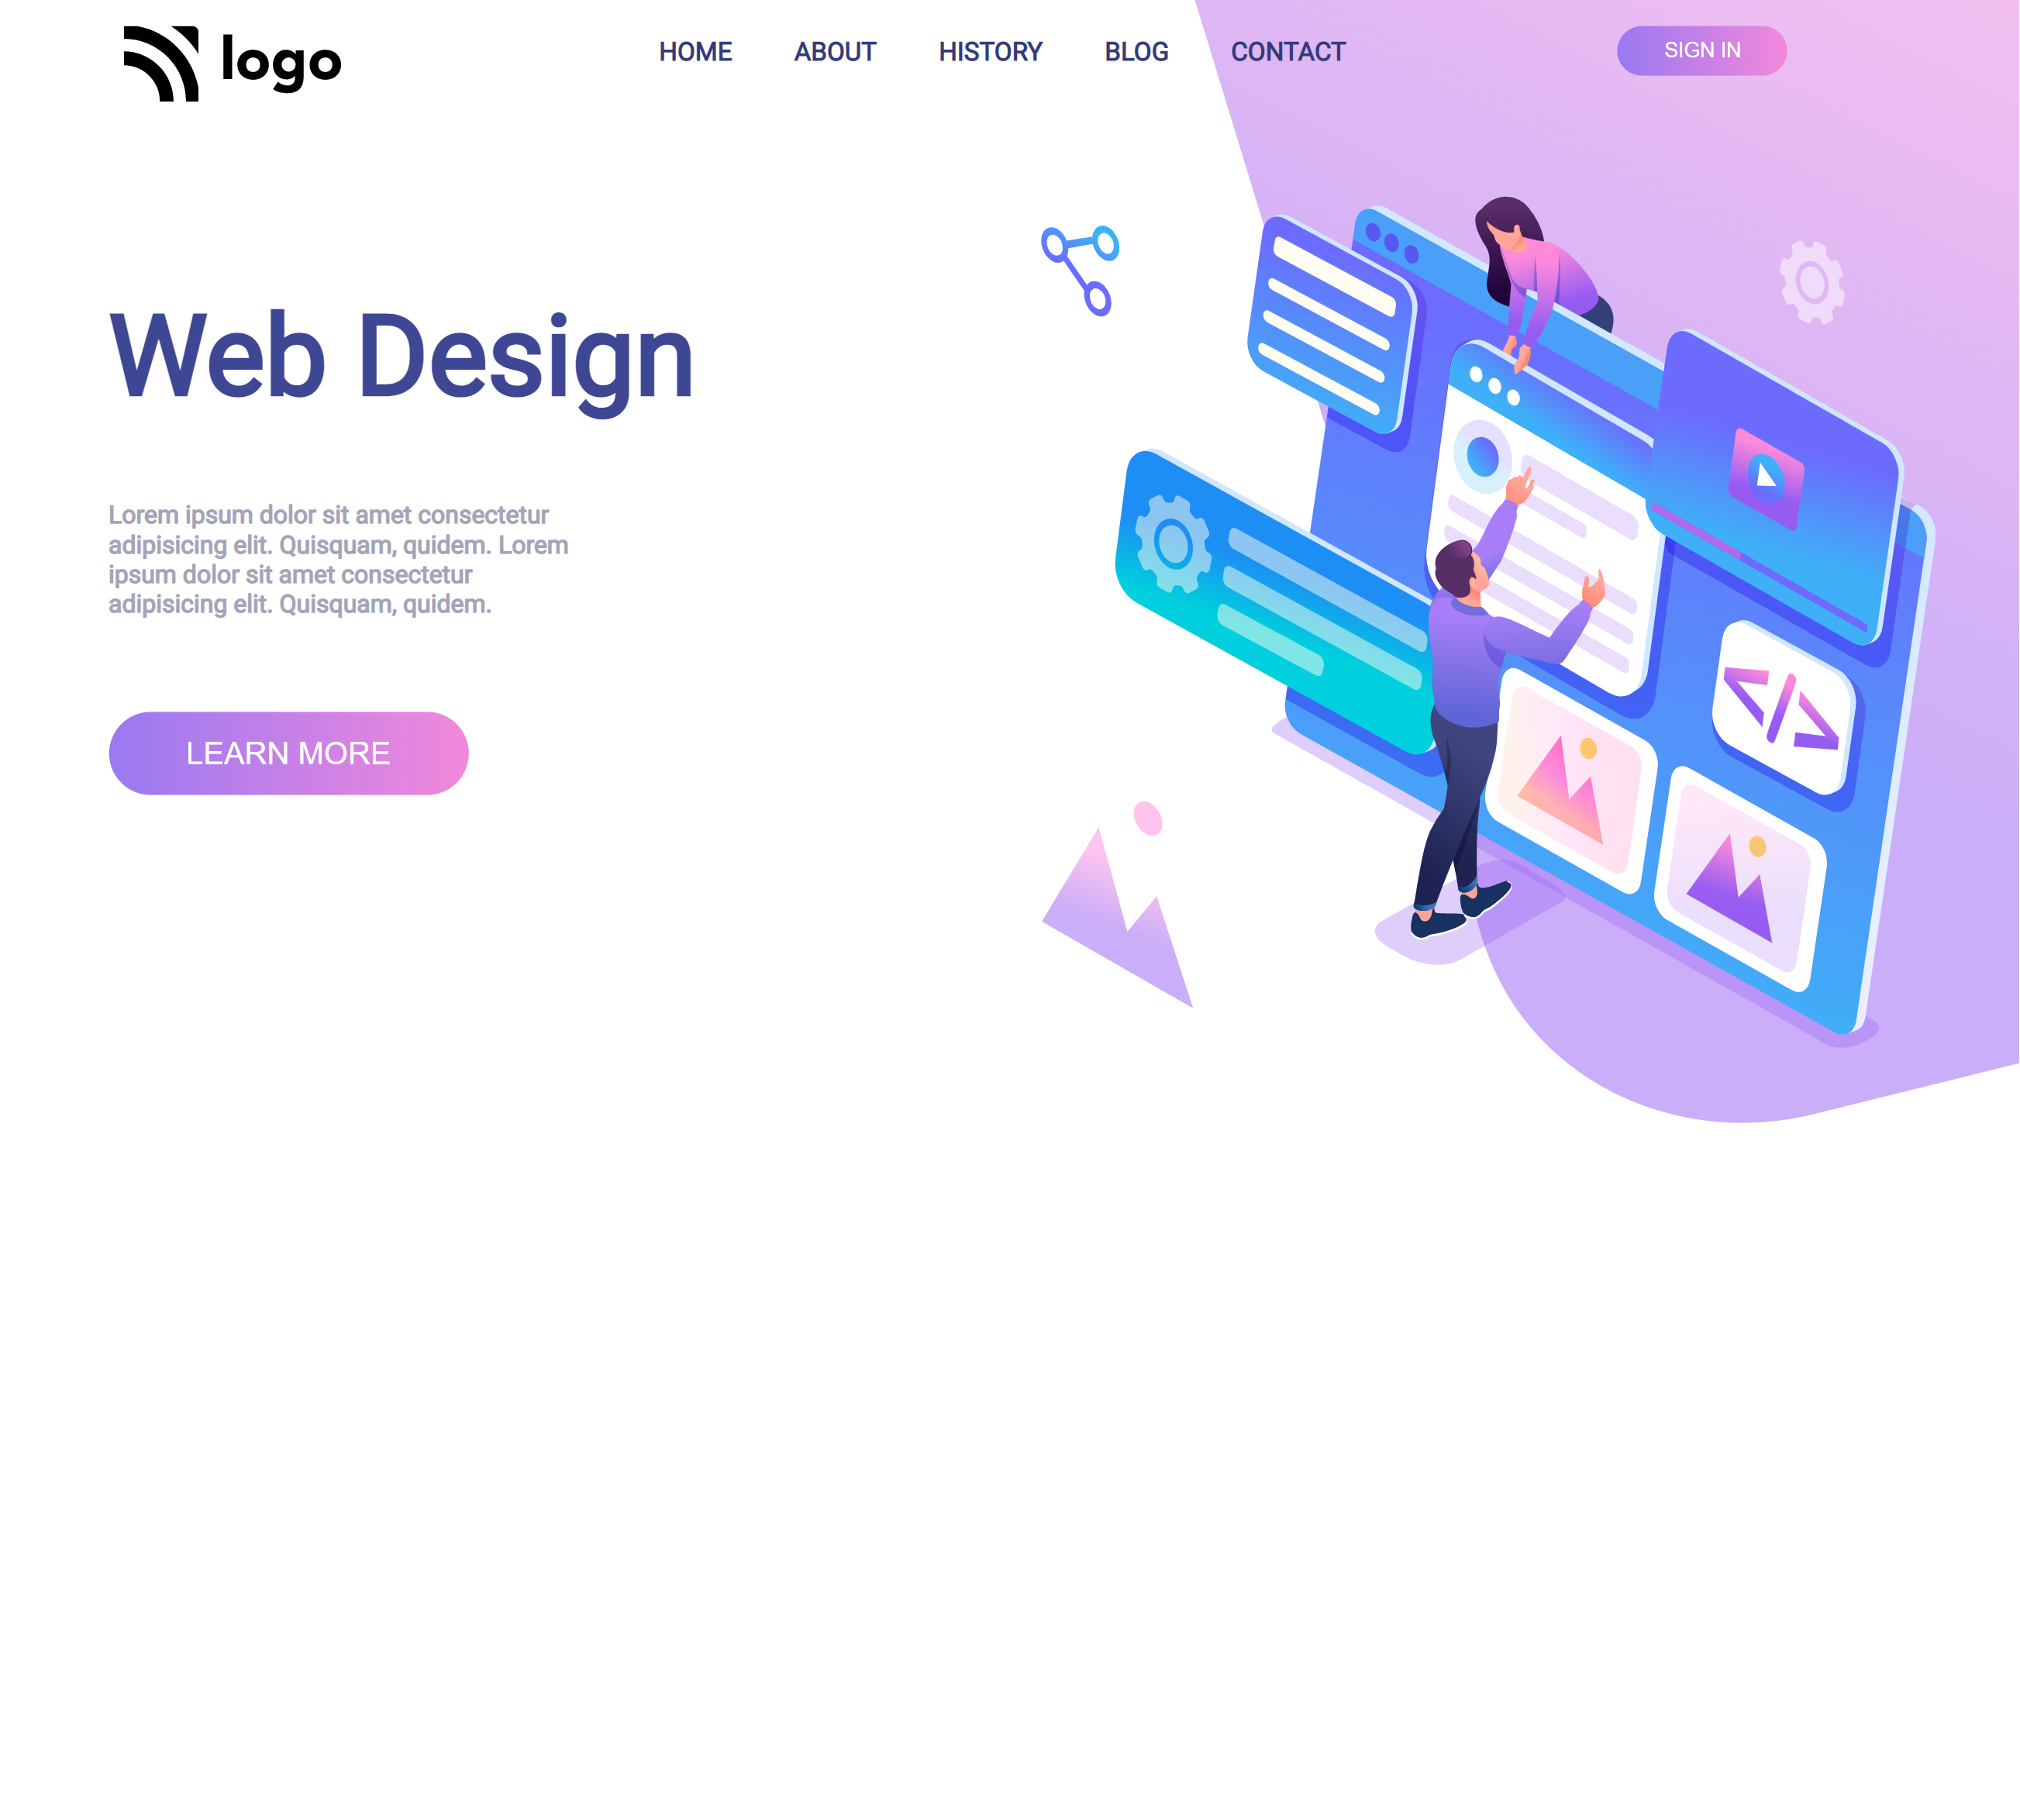 logo
HOME ABOUT HISTORY BLOG CONTACT SIGN IN
Web Design
Lorem ipsum dolor sit amet consectetur
adipisicing elit. Quisquam, quidem. Lorem
ipsum dolor sit amet consectetur
adipisicing elit. Quisquam, quidem.
LEARN MORE
</>